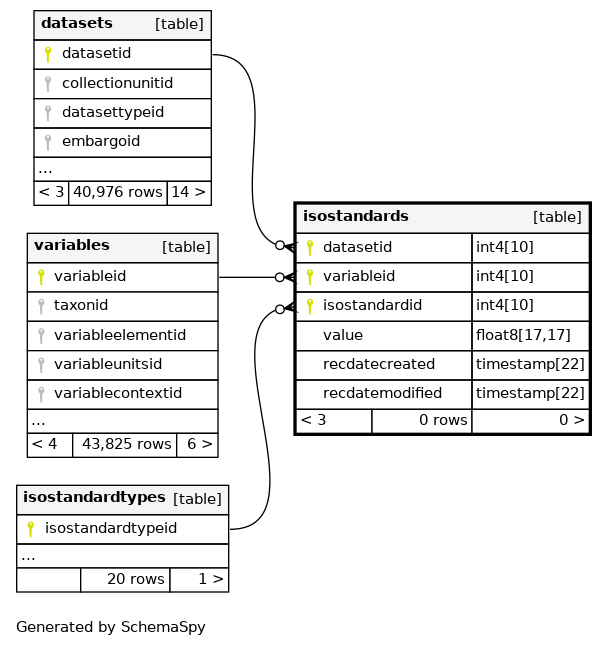 datasets [table]
datasetid
collectionunitid
datasettypeid
embargoid
...
< 3 40,976 rows 14 >
variables [table]
variableid
taxonid
variableelementid
variableunitsid
variablecontextid
...
< 4 43,825 rows 6 >
isostandardtypes [table]
isostandardtypeid
...
20 rows 1 >
isostandards [table]
datasetid int4[10]
variableid int4[10]
isostandardid int4[10]
value float8[17,17]
recdatecreated timestamp[22]
recdatemodified timestamp[22]
< 3 0 rows 0 >
Generated by SchemaSpy